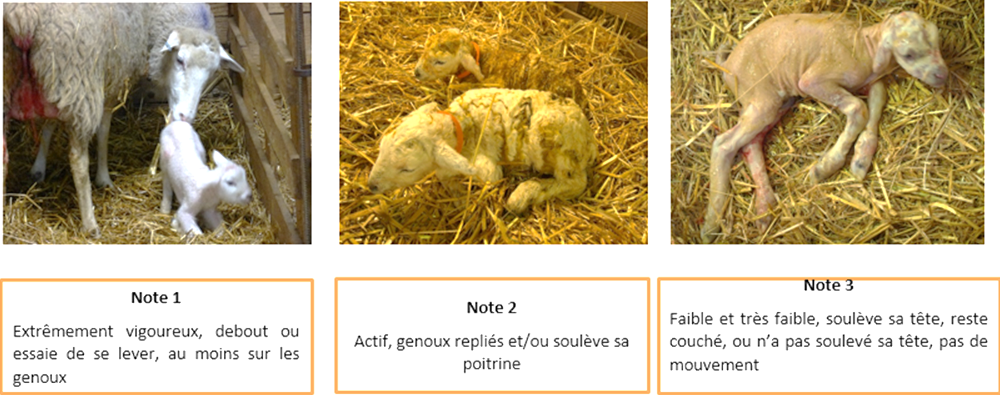 Note 1
Extrêmement vigoureux, debout ou
essaie de se lever, au moins sur les
genoux
Note 2
Actif, genoux repliés et/ou soulève sa
poitrine
Note 3
Faible et très faible, soulève sa tête, reste
couché, ou n'a pas soulevé sa tête, pas de
mouvement